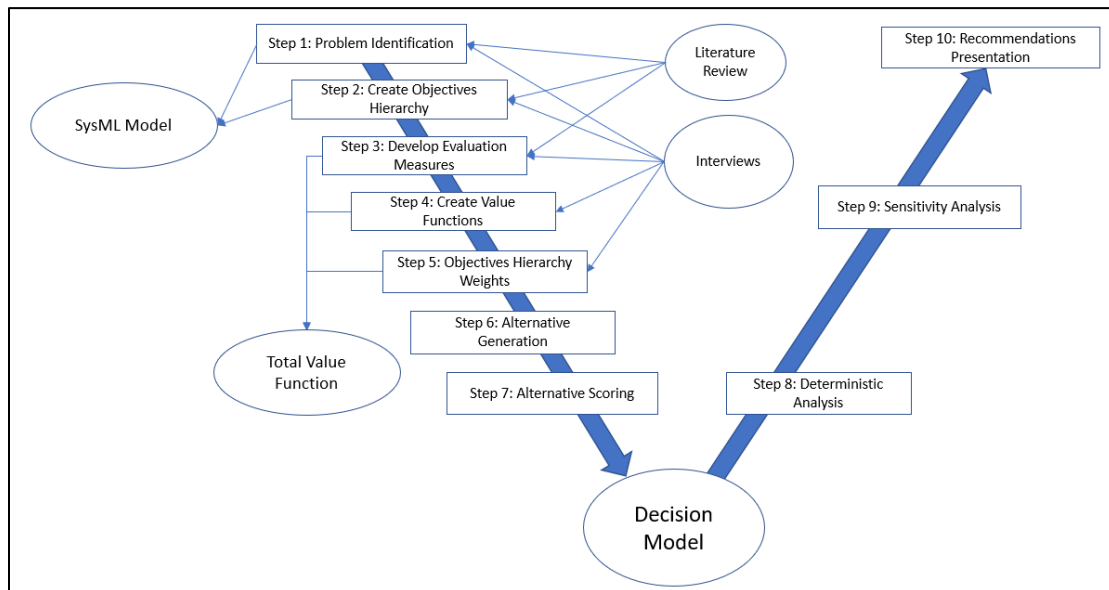 Step 1: Problem Identification
Literature
Review
Step 10: Recommendations
Presentation
Step 2: Create Objectives
Hierarchy
SysML Model
Step 3: Develop Evaluation
Measures
Interviews
Step 4: Create Value
Functions
Step 9: Sensitivity Analysis
Step 5: Objectives Hierarchy
Weights
Step 6: Alternative
Generation
Total Value
Function
Step 7: Alternative Scoring
Step 8: Deterministic
Analysis
Decision
Model